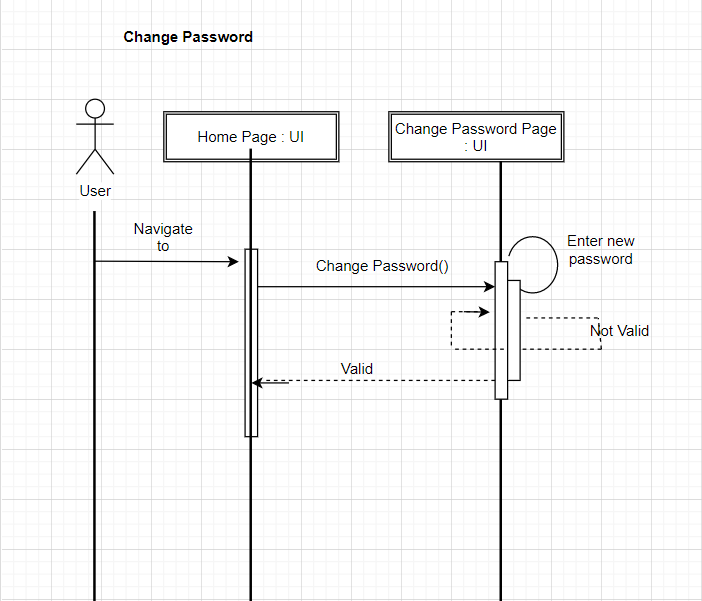 Change Password
Home Page : UI
Change Password Page
: UI
User
Navigate
to
Enter new
password
Change Password()
Not Valid
Valid